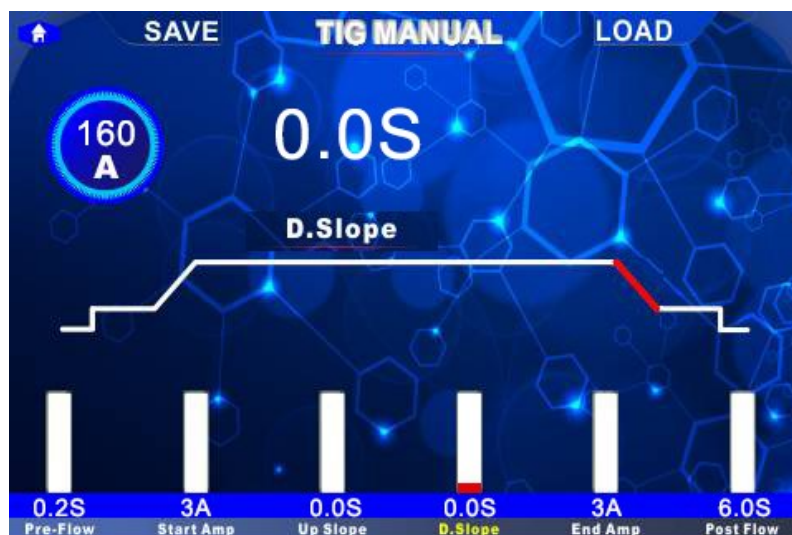 SAVE TIG MANUAL LOAD
160
A
0.0S
D.Slope
0.2S 3A 0.0S 0.0S 3A 6.0S
Pre-Flow Start Amp Up Slope D.Slope End Amp Post Flow